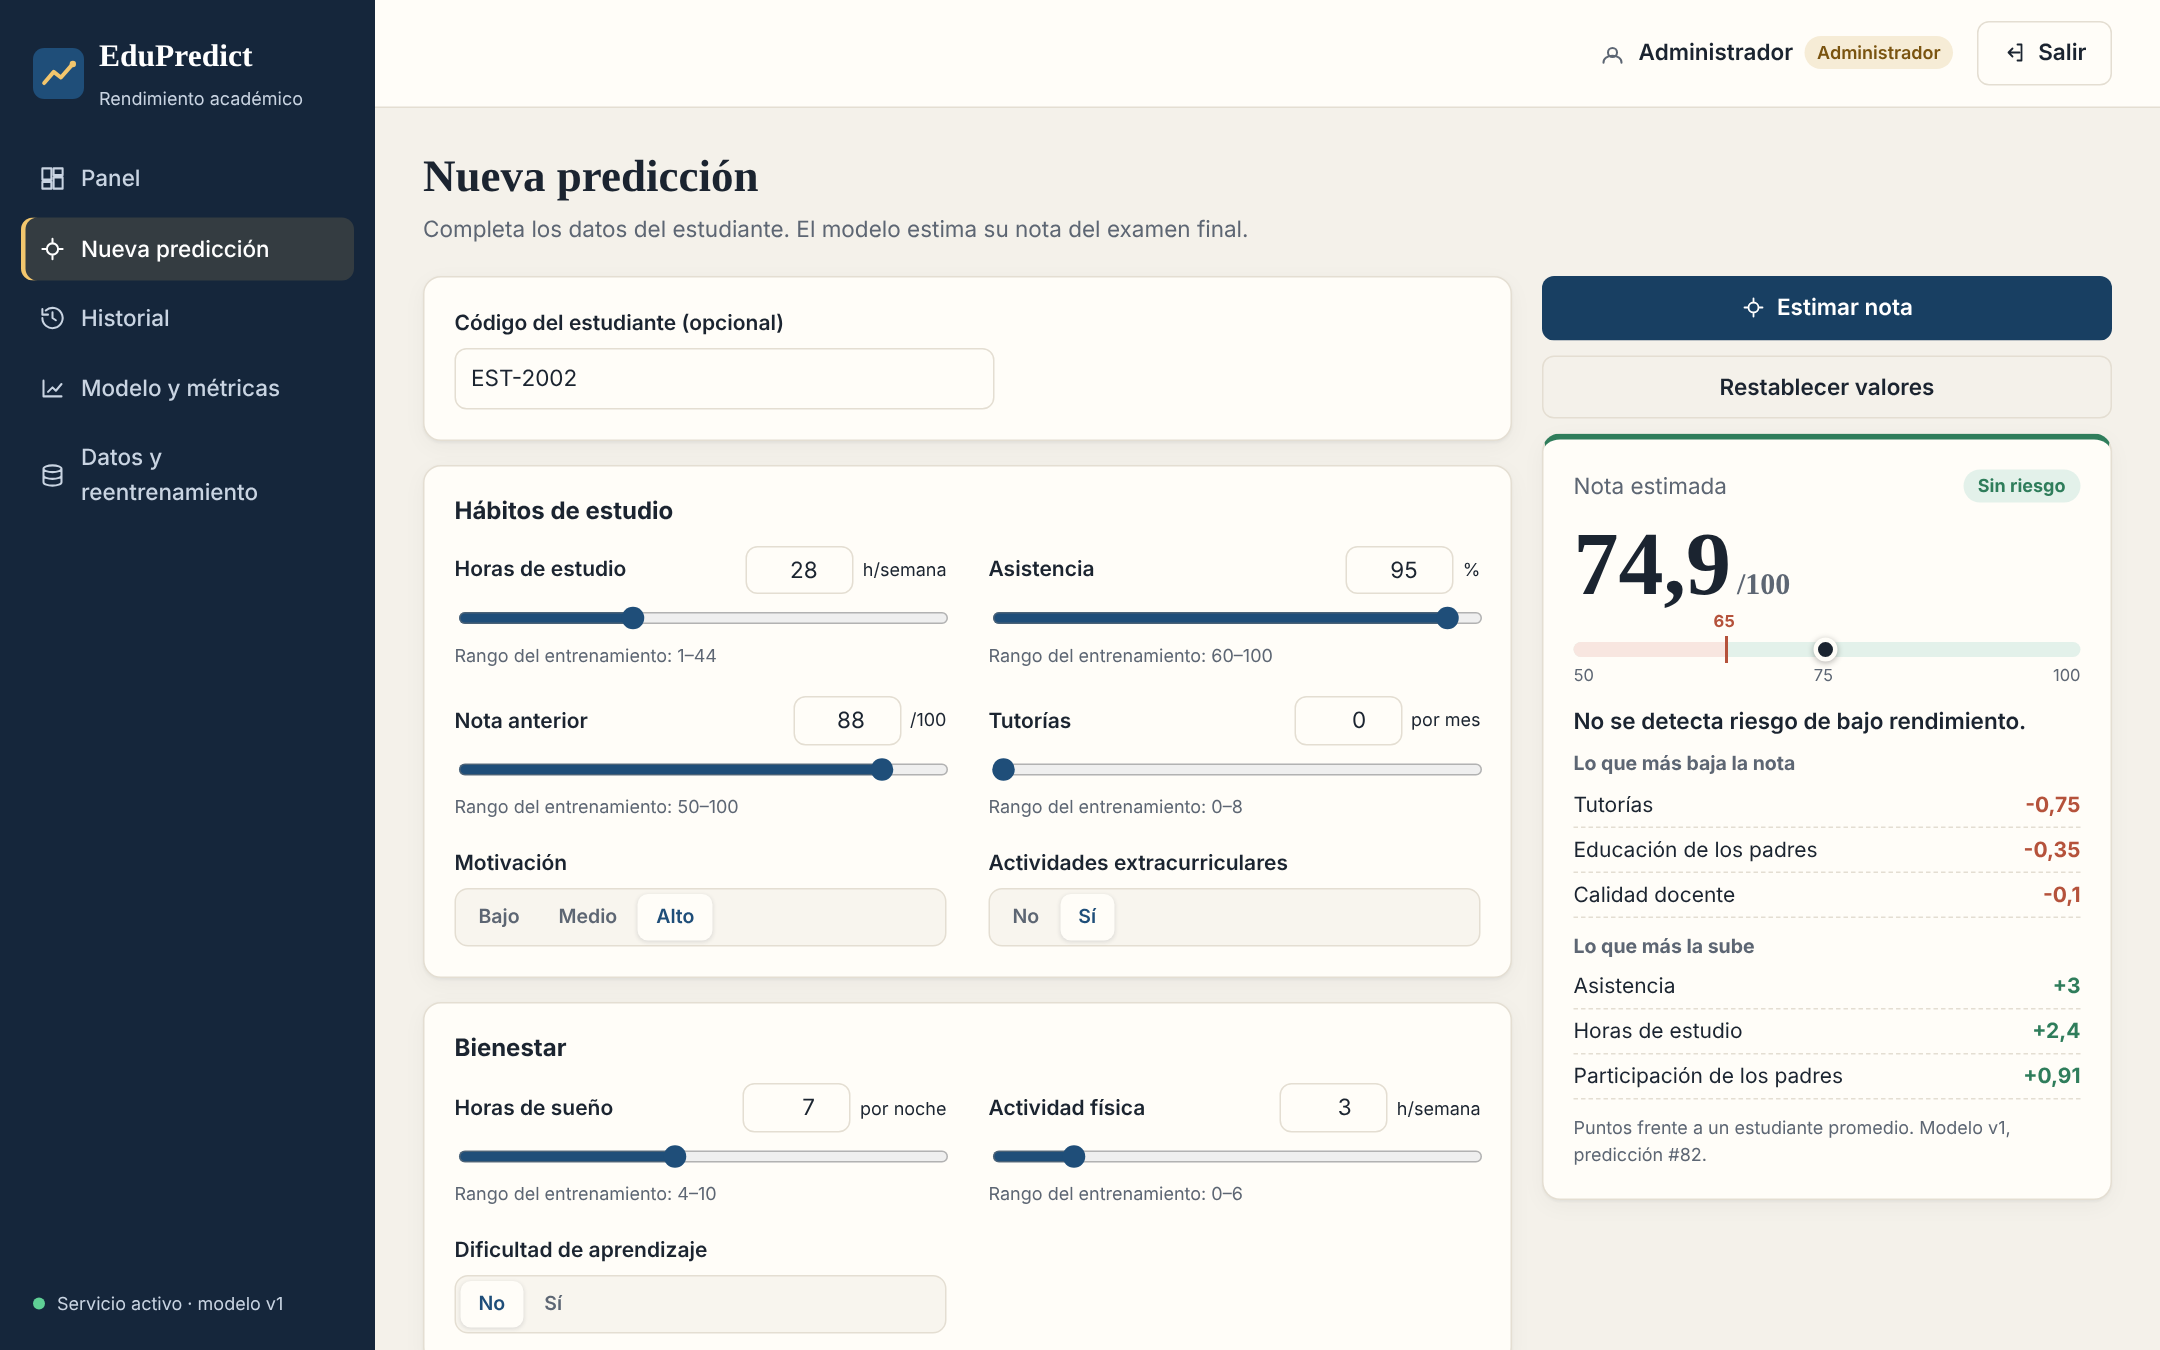 EduPredict
Rendimiento académico
Panel
Nueva predicción
Historial
Modelo y métricas
Datos y
reentrenamiento
Servicio activo · modelo v1
Administrador
Administrador
Salir
Nueva predicción
Completa los datos del estudiante. El modelo estima su nota del examen final.
Código del estudiante (opcional)
EST-2002
Hábitos de estudio
Horas de estudio 28 h/semana
Rango del entrenamiento: 1–44
Asistencia 95 %
Rango del entrenamiento: 60–100
Nota anterior 88 /100
Rango del entrenamiento: 50–100
Tutorías 0 por mes
Rango del entrenamiento: 0–8
Motivación
Bajo Medio Alto
Actividades extracurriculares
No Sí
Bienestar
Horas de sueño 7 por noche
Rango del entrenamiento: 4–10
Actividad física 3 h/semana
Rango del entrenamiento: 0–6
Dificultad de aprendizaje
No Sí
Estimar nota
Restablecer valores
Nota estimada Sin riesgo
74,9 /100
65
50 75 100
No se detecta riesgo de bajo rendimiento.
Lo que más baja la nota
Tutorías -0,75
Educación de los padres -0,35
Calidad docente -0,1
Lo que más la sube
Asistencia +3
Horas de estudio +2,4
Participación de los padres +0,91
Puntos frente a un estudiante promedio. Modelo v1,
predicción #82.